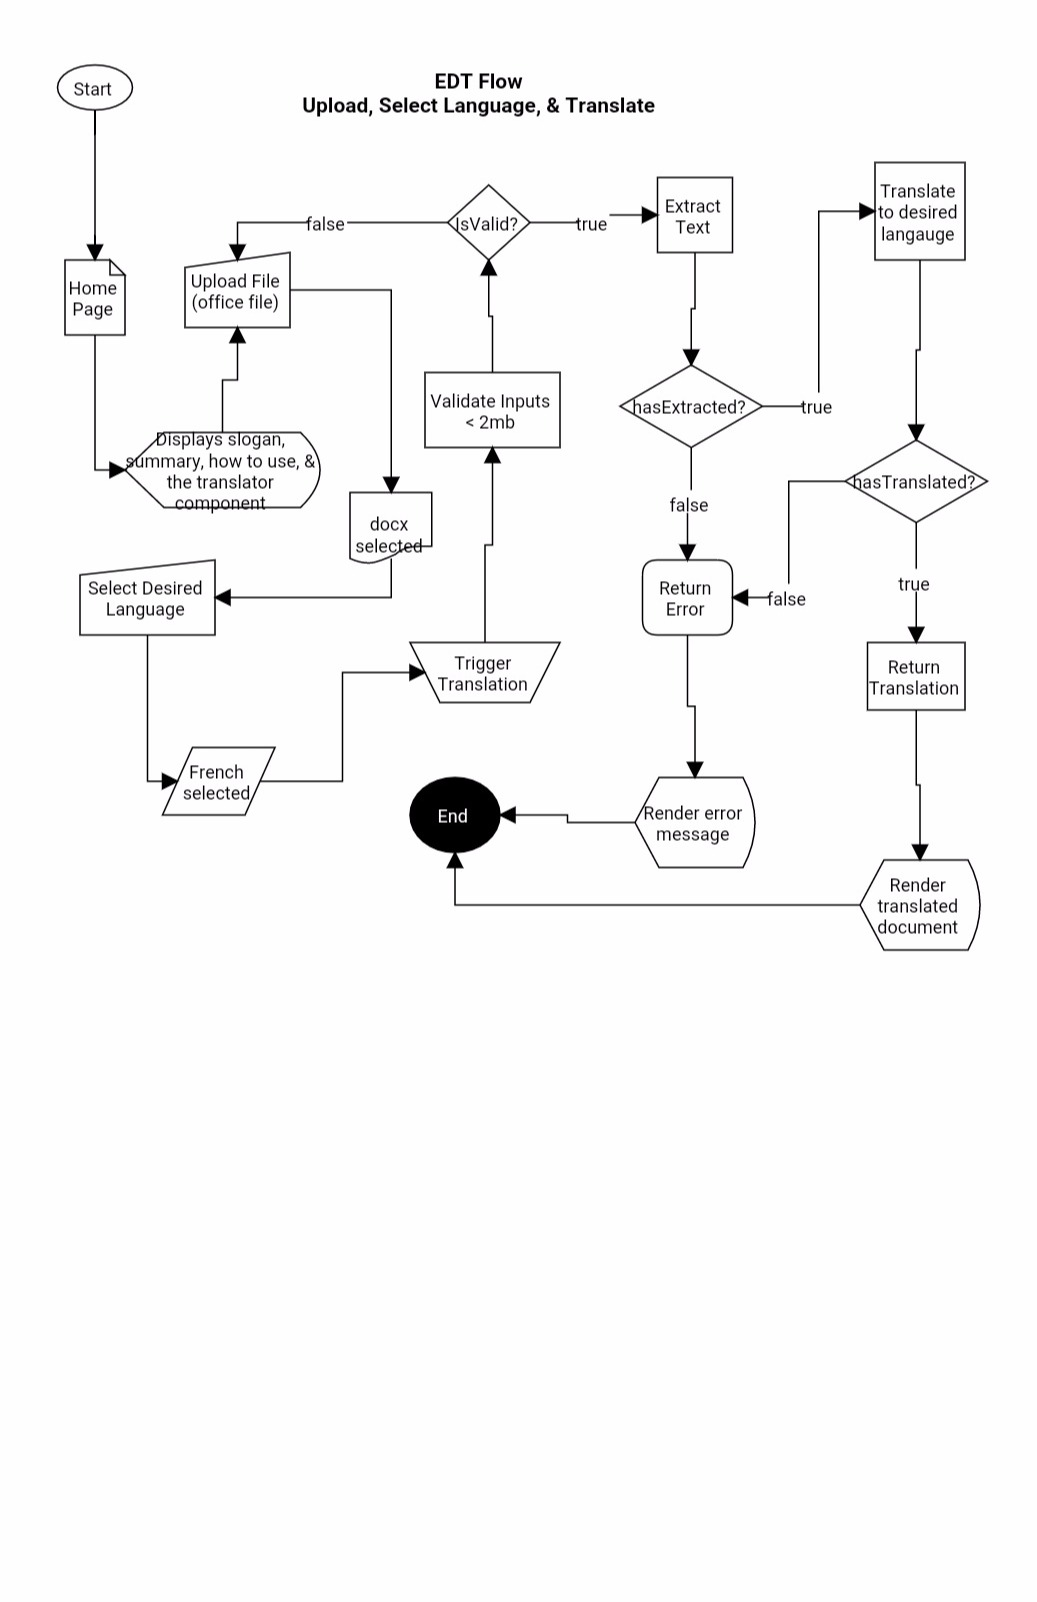 EDT Flow
Upload, Select Language, & Translate
Start
Home
Page
Displays slogan,
summary, how to use, &
the translator
component
Upload File
(office file)
docx
selected
Select Desired
Language
French
selected
Trigger
Translation
Validate Inputs
< 2mb
IsValid?
false
true
Extract
Text
hasExtracted?
true
false
Translate
to desired
langauge
hasTranslated?
false
true
Return
Error
Return
Translation
Render error
message
Render
translated
document
End